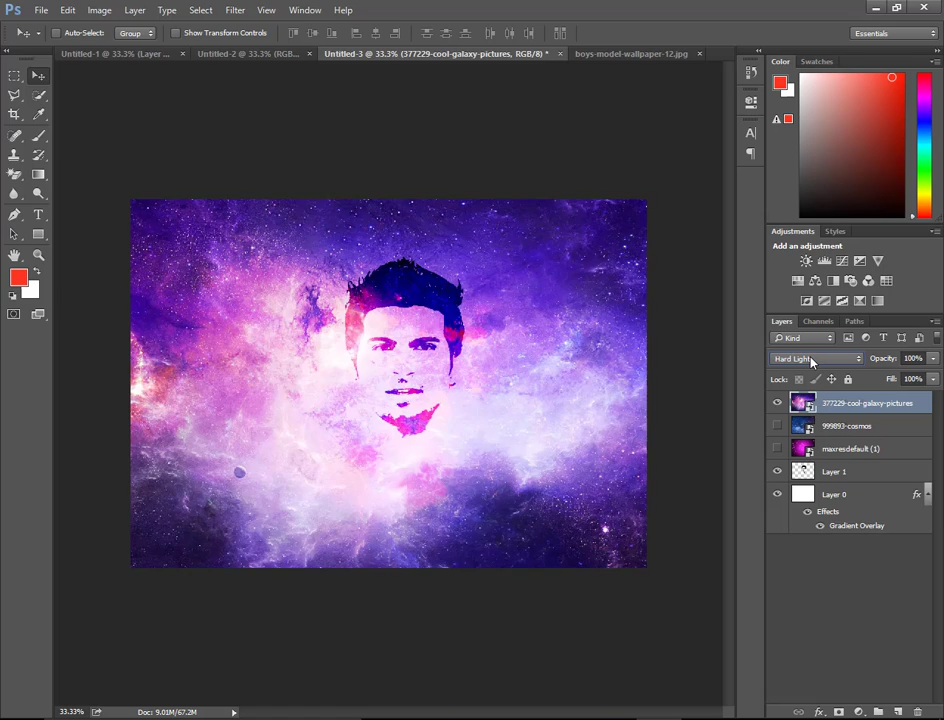 Ps File Edit Image Layer Type Select Filter View Window Help
Auto-Select: Group Show Transform Controls Essentials
Untitled-1 @ 33.3% (Layer ... × Untitled-2 @ 33.3% (RGB... × Untitled-3 @ 33.3% (377229-cool-galaxy-pictures, RGB/8) * × boys-model-wallpaper-12.jpg ×
Color Swatches
Adjustments Styles
Add an adjustment
Layers Channels Paths
Kind
Hard Light Opacity: 100%
Lock: Fill: 100%
377229-cool-galaxy-pictures
999893-cosmos
maxresdefault (1)
Layer 1
Layer 0 fx
Effects
Gradient Overlay
33.33% Doc: 9.01M/67.2M